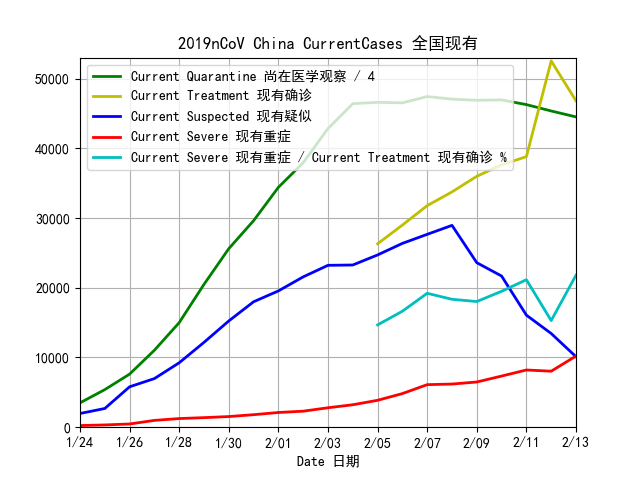 2019nCoV China CurrentCases 全国现有
Current Quarantine 尚在医学观察 / 4
Current Treatment 现有确诊
Current Suspected 现有疑似
Current Severe 现有重症
Current Severe 现有重症 / Current Treatment 现有确诊 %
50000
40000
30000
20000
10000
0
1/24 1/26 1/28 1/30 2/01 2/03 2/05 2/07 2/09 2/11 2/13
Date 日期